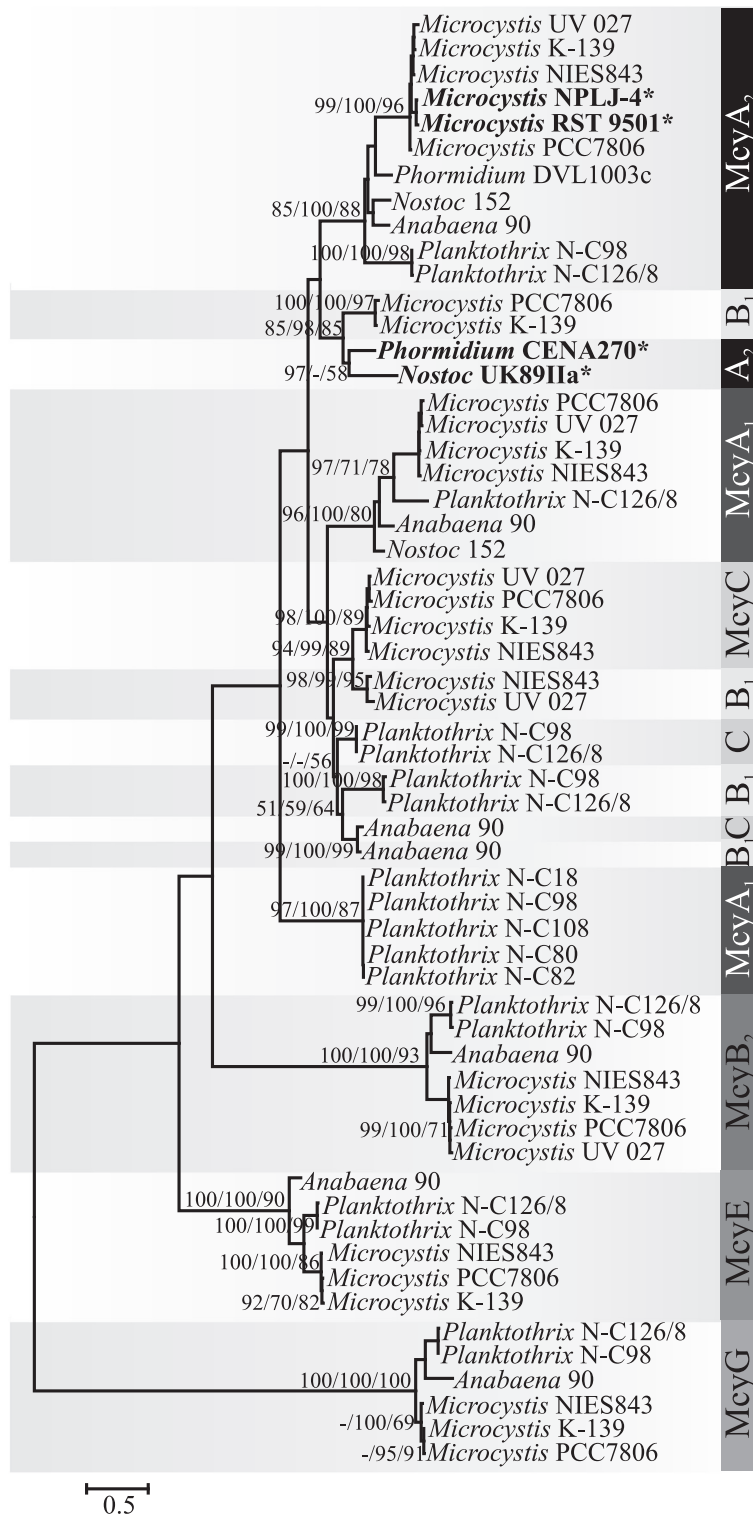 Microcystis UV 027
Microcystis K-139
Microcystis NIES843
99/100/96
Microcystis NPLJ-4*
Microcystis RST 9501*
Microcystis PCC7806
Phormidium DVL1003c
Nostoc 152
85/100/88
Anabaena 90
100/100/98
Planktothrix N-C98
Planktothrix N-C126/8
McyA2
100/100/97
Microcystis PCC7806
85/98/85
Microcystis K-139
B1
Phormidium CENA270*
97/-/58
Nostoc UK89IIa*
A2
Microcystis PCC7806
Microcystis UV 027
Microcystis K-139
97/71/78
Microcystis NIES843
Planktothrix N-C126/8
96/100/80
Anabaena 90
Nostoc 152
McyA1
Microcystis UV 027
Microcystis PCC7806
98/100/89
Microcystis K-139
94/99/89
Microcystis NIES843
McyC
98/99/95
Microcystis NIES843
Microcystis UV 027
B1
99/100/99
Planktothrix N-C98
-/-/56
Planktothrix N-C126/8
C
100/100/98
Planktothrix N-C98
51/59/64
Planktothrix N-C126/8
B1
Anabaena 90
C
99/100/99
Anabaena 90
B1
Planktothrix N-C18
Planktothrix N-C98
97/100/87
Planktothrix N-C108
Planktothrix N-C80
Planktothrix N-C82
McyA1
99/100/96
Planktothrix N-C126/8
Planktothrix N-C98
100/100/93
Anabaena 90
Microcystis NIES843
Microcystis K-139
99/100/71
Microcystis PCC7806
Microcystis UV 027
McyB2
Anabaena 90
100/100/90
Planktothrix N-C126/8
100/100/99
Planktothrix N-C98
Microcystis NIES843
100/100/86
Microcystis PCC7806
92/70/82
Microcystis K-139
McyE
Planktothrix N-C126/8
Planktothrix N-C98
100/100/100
Anabaena 90
Microcystis NIES843
-/100/69
Microcystis K-139
-/95/91
Microcystis PCC7806
McyG
0.5